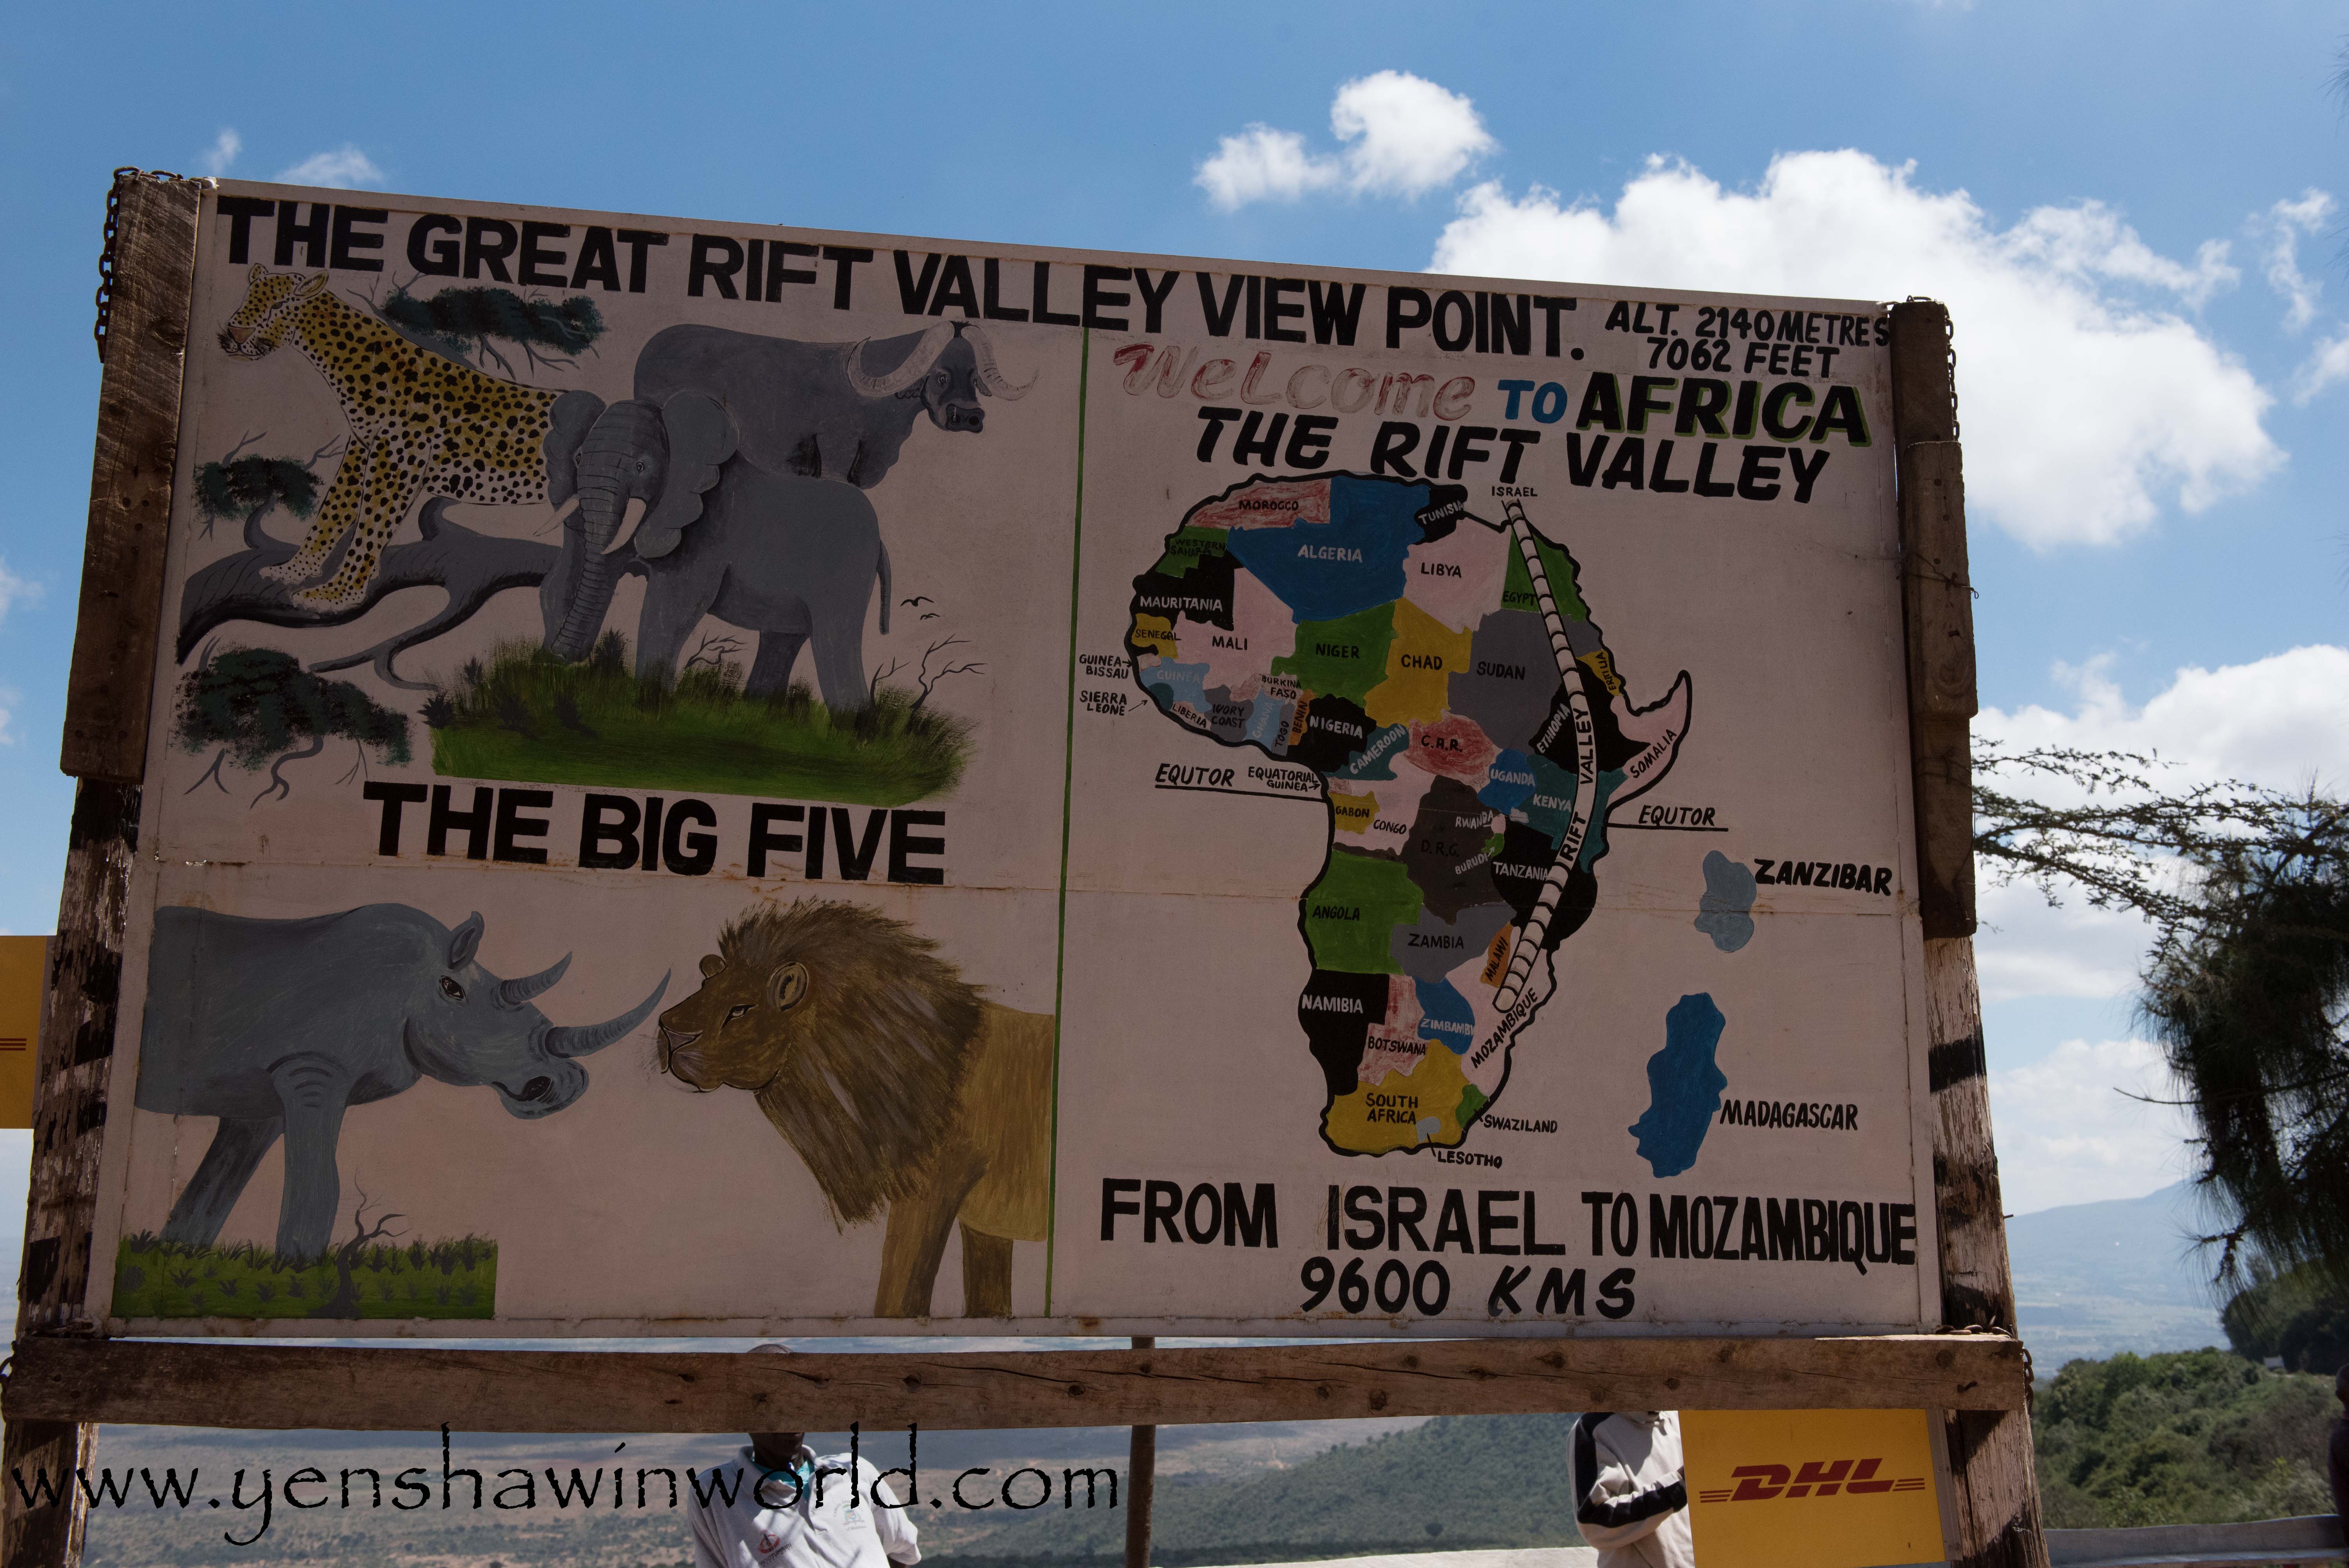 THE GREAT RIFT VALLEY VIEW POINT.
ALT. 2140 METRES
7062 FEET
WeLcome TO AFRICA
THE RIFT VALLEY
ISRAEL
MOROCCO
TUNISIA
ALGERIA
LIBYA
EGYPT
WESTERN
SAHARA
MAURITANIA
SENEGAL
MALI
NIGER
CHAD
SUDAN
ERITRIA
GUINEA
BISSAU
GUINEA
SIERRA
LEONE
LIBERIA
IVORY
COAST
BURKINA
FASO
GHANA
TOGO
BENIN
NIGERIA
CAMEROON
C.A.R.
ETHIOPIA
SOMALIA
RIFT VALLEY
EQUTOR
EQUATORIAL
GUINEA
UGANDA
KENYA
EQUTOR
GABON
CONGO
RWANDA
D.R.G.
BURUDI
TANZANIA
ZANZIBAR
ANGOLA
ZAMBIA
MALAWI
NAMIBIA
ZIMBAMBI
MOZAMBIQUE
BOTSWANA
SOUTH
AFRICA
SWAZILAND
LESOTHO
MADAGASCAR
THE BIG FIVE
FROM ISRAEL TO MOZAMBIQUE
9600 KMS
www.yenshawinworld.com
DHL